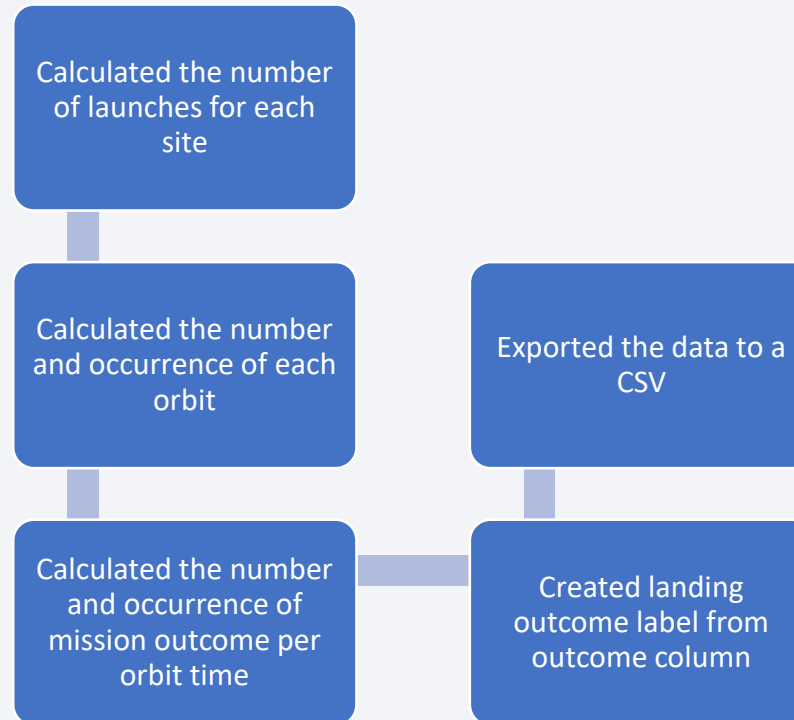 Calculated the number
of launches for each
site
Calculated the number
and occurrence of each
orbit
Calculated the number
and occurrence of
mission outcome per
orbit time
Created landing
outcome label from
outcome column
Exported the data to a
CSV